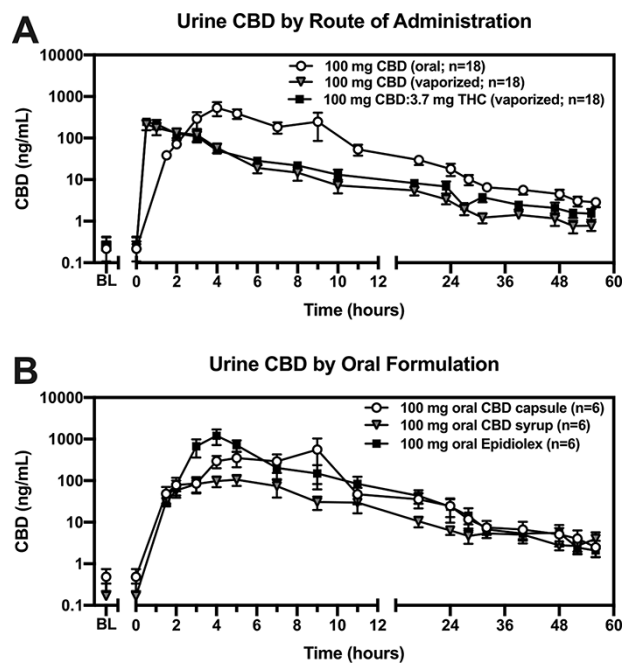 A
Urine CBD by Route of Administration
100 mg CBD (oral; n=18)
100 mg CBD (vaporized; n=18)
100 mg CBD:3.7 mg THC (vaporized; n=18)
CBD (ng/mL)
10000
1000
100
10
1
0.1
BL
0 2 4 6 8 10 12
24 36 48 60
Time (hours)
B
Urine CBD by Oral Formulation
100 mg oral CBD capsule (n=6)
100 mg oral CBD syrup (n=6)
100 mg oral Epidiolex (n=6)
CBD (ng/mL)
10000
1000
100
10
1
0.1
BL
0 2 4 6 8 10 12
24 36 48 60
Time (hours)